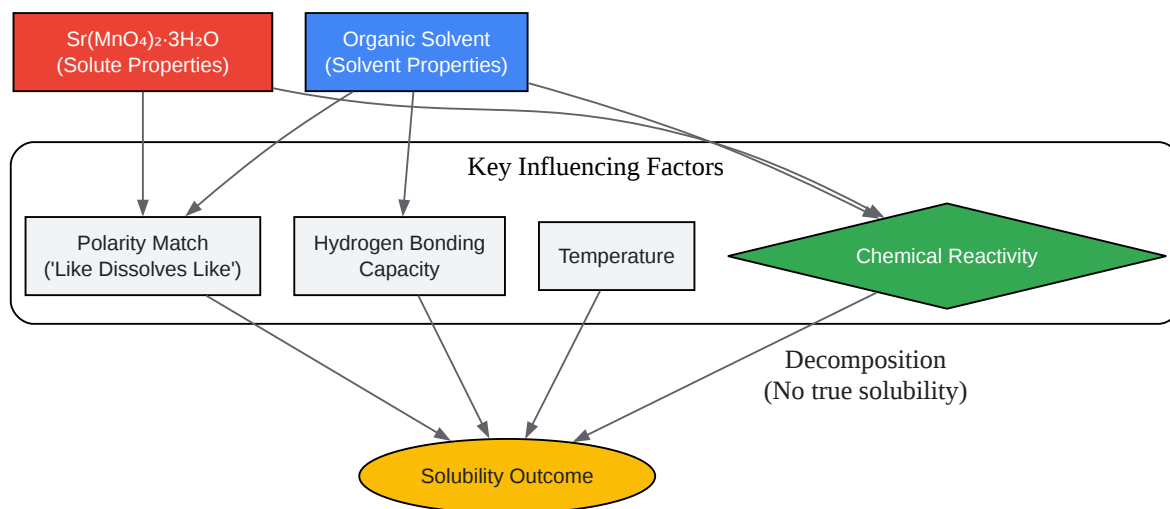 Sr(MnO₄)₂·3H₂O
(Solute Properties)
Organic Solvent
(Solvent Properties)
Key Influencing Factors
Polarity Match
('Like Dissolves Like')
Hydrogen Bonding
Capacity
Temperature
Chemical Reactivity
Decomposition
(No true solubility)
Solubility Outcome